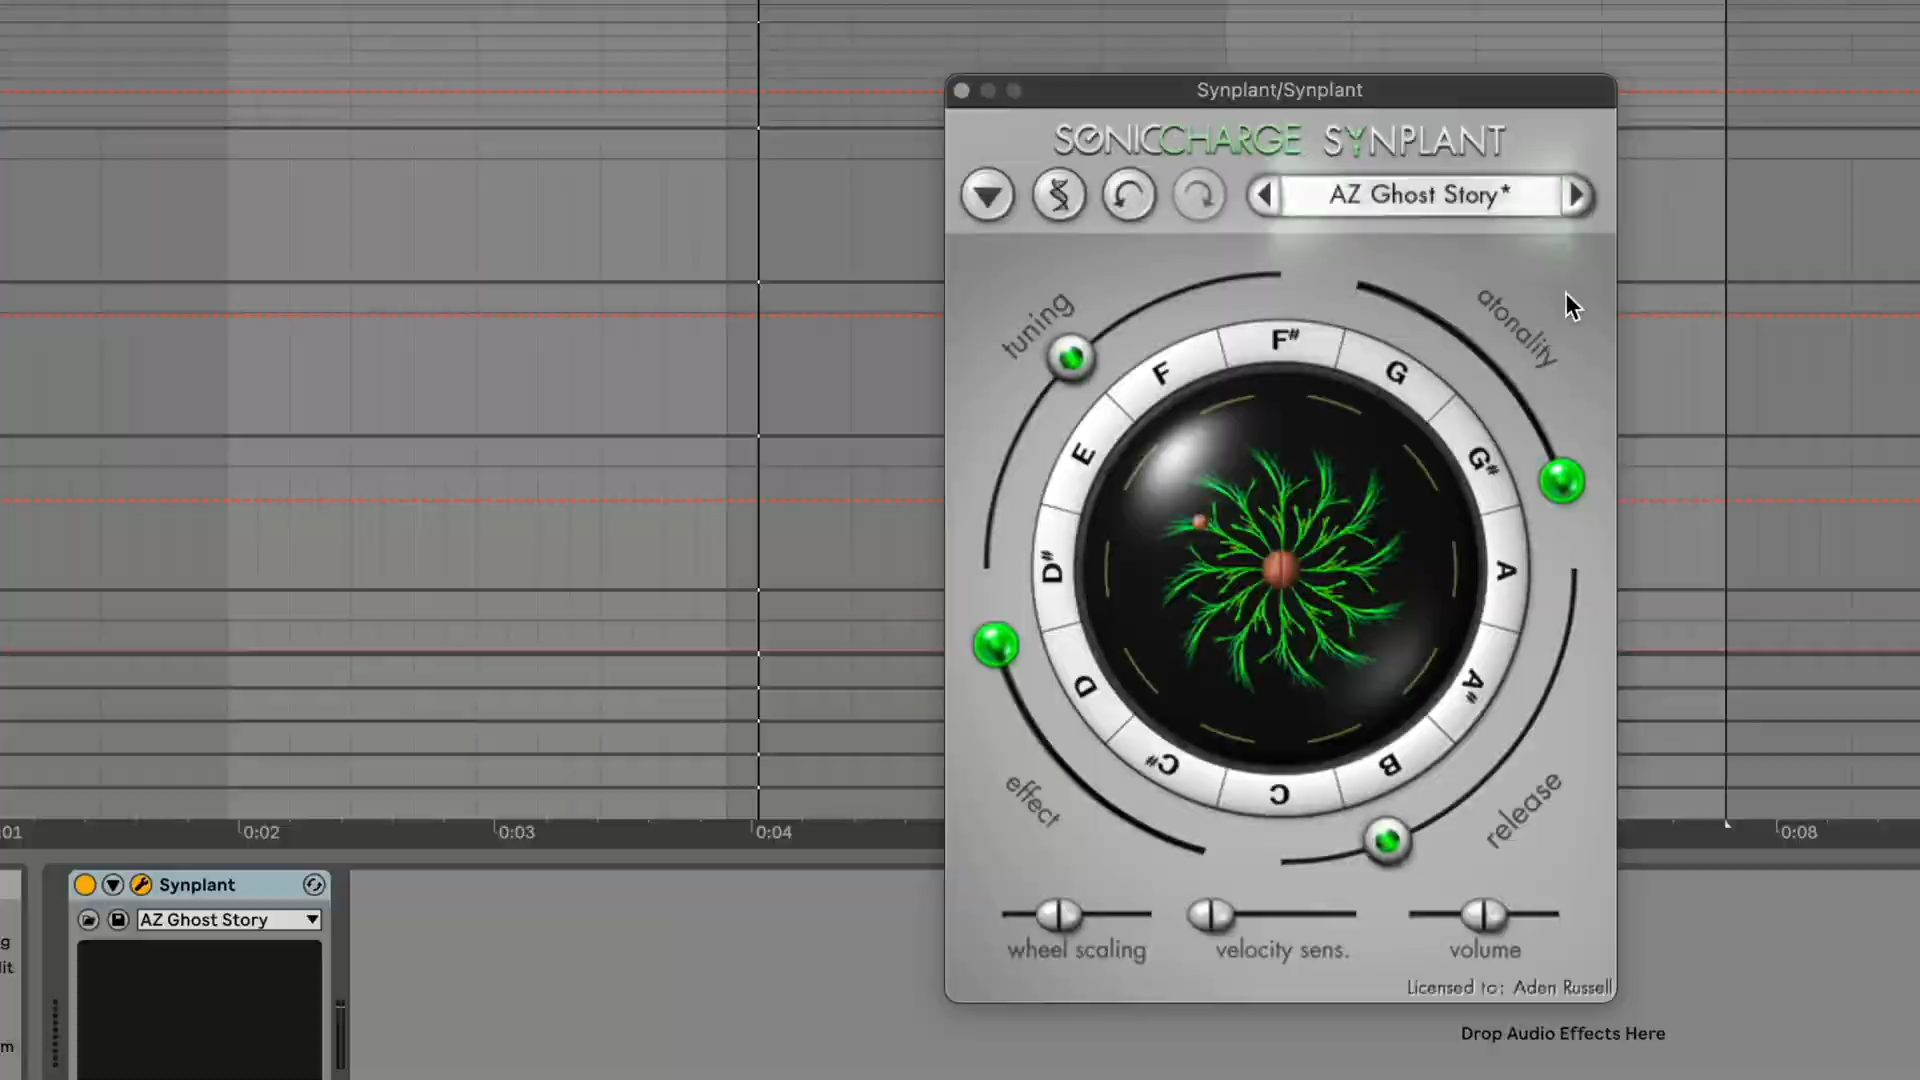 Synplant/Synplant
SONICCHARGE SYNPLANT
AZ Ghost Story*
tuning
atonality
F#
F
G
E
G#
D#
A
D
A#
C#
B
C
effect
release
:01
0:02
0:03
0:04
0:08
Synplant
AZ Ghost Story
wheel scaling
velocity sens.
volume
Licensed to: Aden Russell
Drop Audio Effects Here